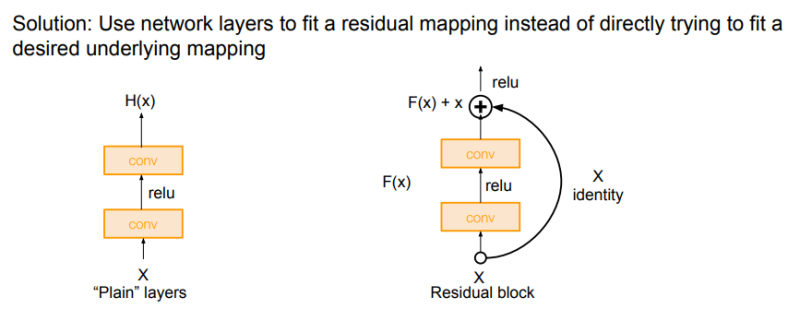 Solution: Use network layers to fit a residual mapping instead of directly trying to fit a
desired underlying mapping
H(x)
conv
relu
conv
X
“Plain” layers
relu
F(x) + x
conv
F(x)
relu
conv
X
identity
X
Residual block